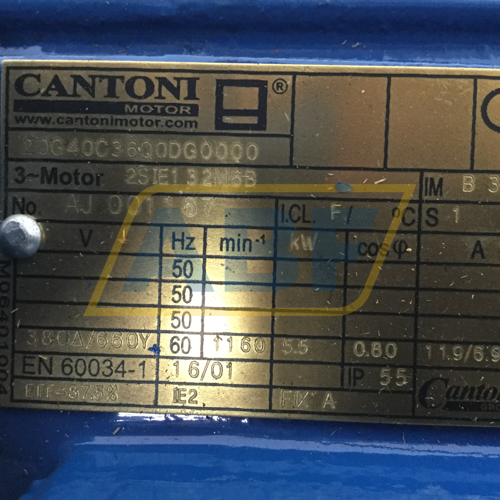 CANTONI ®
MOTOR
www.cantonimotor.com
3~Motor 2SIE132M6B IM B 3
No AJ 001 I.CL. F/ °C S 1
V Hz min⁻¹ kW cosφ A
50
50
50
380Δ/660Y 60 1160 5.5 0.80 11.9/6.9
EN 60034-1 16/01 IP 55
IE2 Cantoni